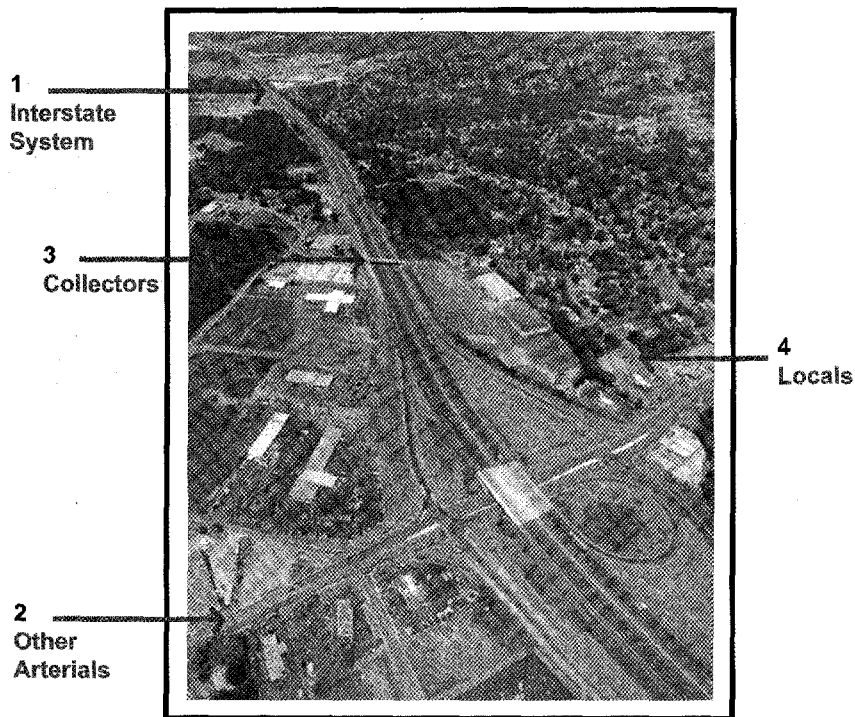 1
Interstate
System
3
Collectors
4
Locals
2
Other
Arterials